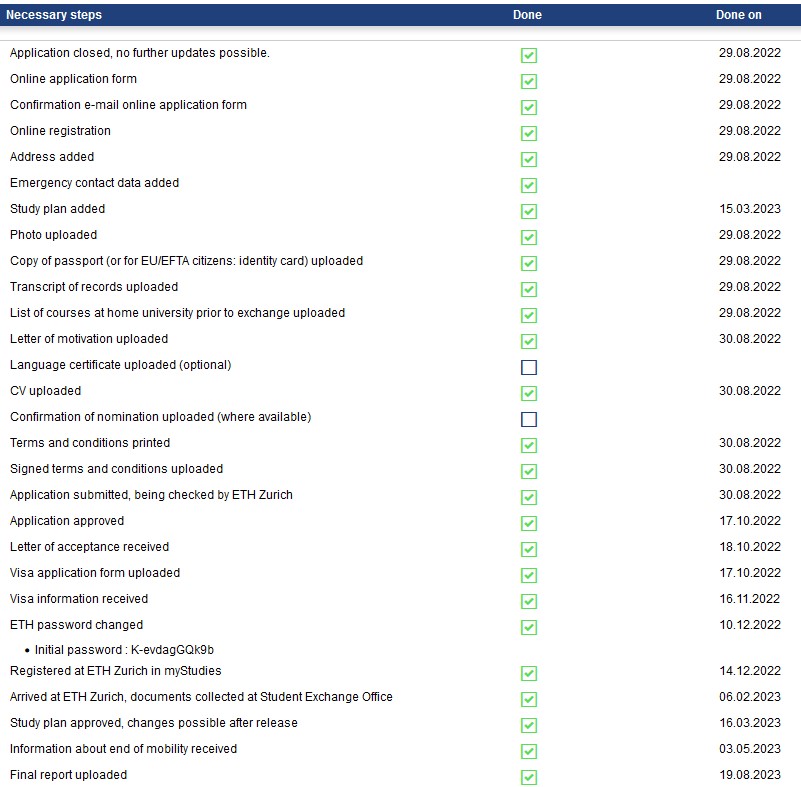 Necessary steps Done Done on
Application closed, no further updates possible. 29.08.2022
Online application form 29.08.2022
Confirmation e-mail online application form 29.08.2022
Online registration 29.08.2022
Address added 29.08.2022
Emergency contact data added
Study plan added 15.03.2023
Photo uploaded 29.08.2022
Copy of passport (or for EU/EFTA citizens: identity card) uploaded 29.08.2022
Transcript of records uploaded 29.08.2022
List of courses at home university prior to exchange uploaded 29.08.2022
Letter of motivation uploaded 30.08.2022
Language certificate uploaded (optional)
CV uploaded 30.08.2022
Confirmation of nomination uploaded (where available)
Terms and conditions printed 30.08.2022
Signed terms and conditions uploaded 30.08.2022
Application submitted, being checked by ETH Zurich 30.08.2022
Application approved 17.10.2022
Letter of acceptance received 18.10.2022
Visa application form uploaded 17.10.2022
Visa information received 16.11.2022
ETH password changed 10.12.2022
• Initial password : K-evdagGQk9b
Registered at ETH Zurich in myStudies 14.12.2022
Arrived at ETH Zurich, documents collected at Student Exchange Office 06.02.2023
Study plan approved, changes possible after release 16.03.2023
Information about end of mobility received 03.05.2023
Final report uploaded 19.08.2023